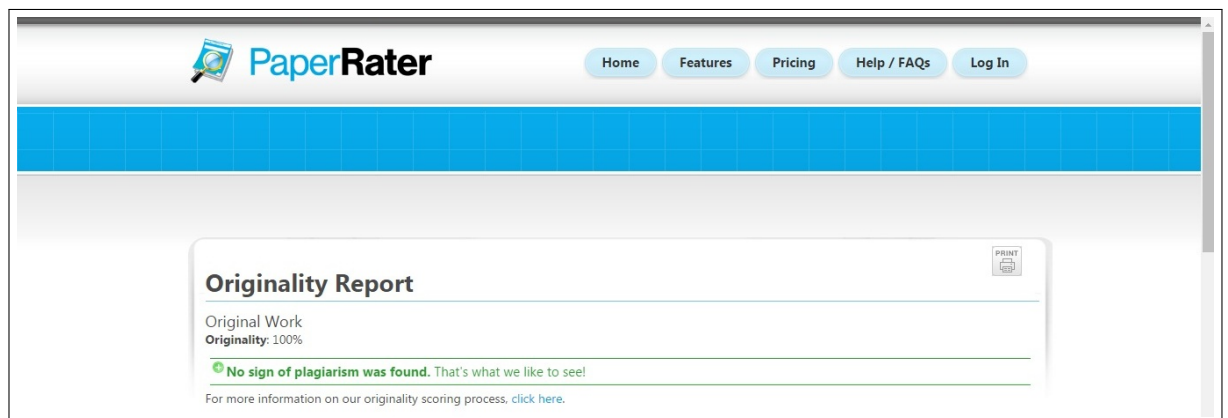 PaperRater
Home Features Pricing Help / FAQs Log In
PRINT
Originality Report
Original Work
Originality: 100%
No sign of plagiarism was found. That's what we like to see!
For more information on our originality scoring process, click here.